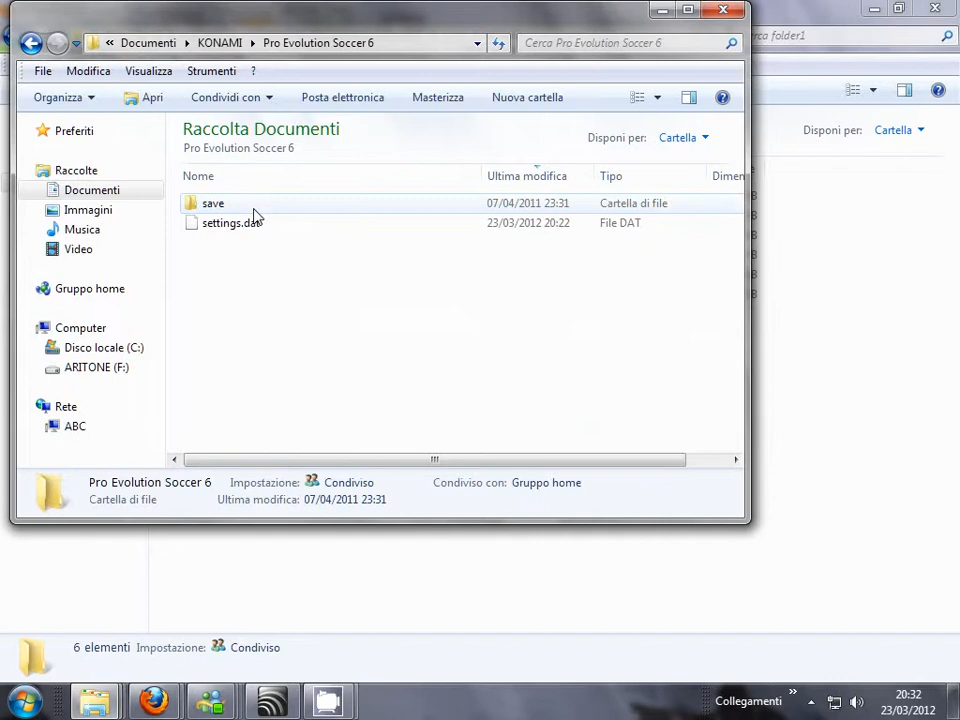 « Documenti KONAMI Pro Evolution Soccer 6
Cerca Pro Evolution Soccer 6
rca folder1
File Modifica Visualizza Strumenti ?
Organizza Apri Condividi con Posta elettronica Masterizza Nuova cartella
Preferiti
Raccolte
Documenti
Immagini
Musica
Video
Gruppo home
Computer
Disco locale (C:)
ARITONE (F:)
Rete
ABC
Raccolta Documenti
Pro Evolution Soccer 6
Disponi per: Cartella
Disponi per: Cartella
Nome Ultima modifica Tipo Dimen
save 07/04/2011 23:31 Cartella di file
settings.dat 23/03/2012 20:22 File DAT
Pro Evolution Soccer 6 Impostazione: Condiviso Condiviso con: Gruppo home
Cartella di file Ultima modifica: 07/04/2011 23:31
6 elementi Impostazione: Condiviso
Collegamenti »
20:32
23/03/2012